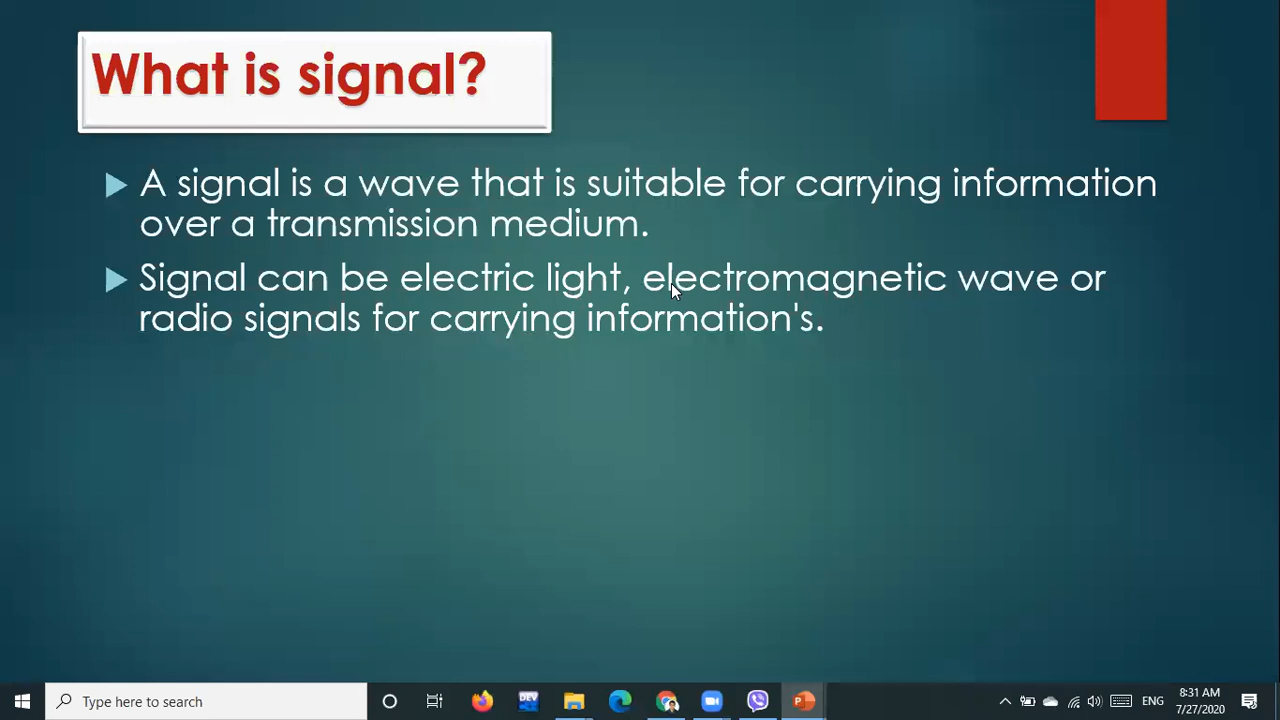 What is signal?
A signal is a wave that is suitable for carrying information
over a transmission medium.
Signal can be electric light, electromagnetic wave or
radio signals for carrying information's.
Type here to search
DEV
ENG
8:31 AM
7/27/2020